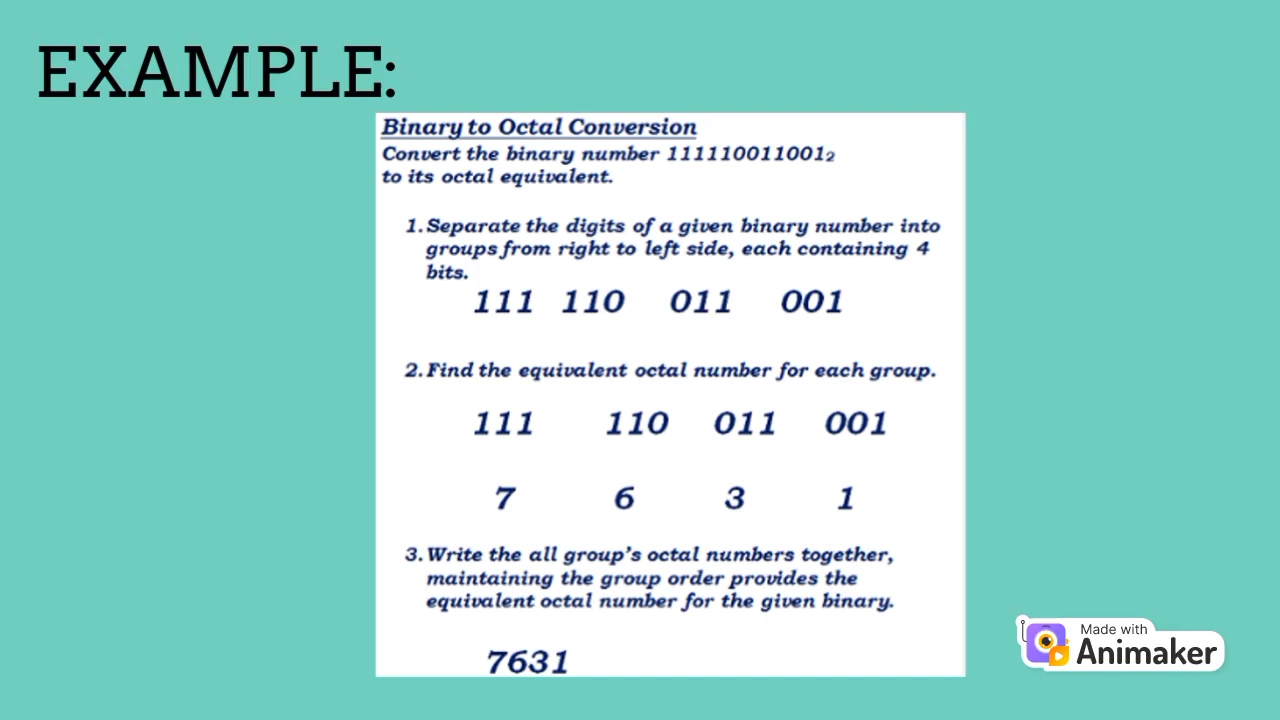 EXAMPLE:
Binary to Octal Conversion
Convert the binary number 111110011001₂
to its octal equivalent.
1. Separate the digits of a given binary number into
groups from right to left side, each containing 4
bits.
111 110 011 001
2. Find the equivalent octal number for each group.
111 110 011 001
7 6 3 1
3. Write the all group's octal numbers together,
maintaining the group order provides the
equivalent octal number for the given binary.
7631
Made with
Animaker